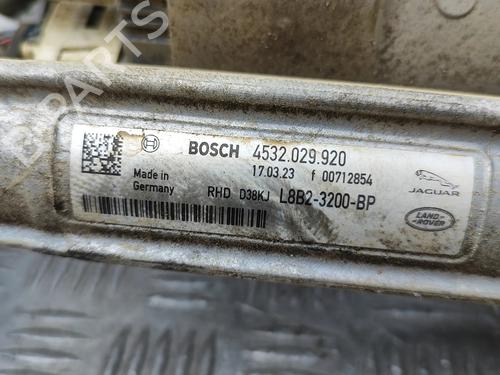 BOSCH 4532.029.920
17.03.23 f 00712854
Made in
Germany
RHD D38KJ L8B2-3200-BP
JAGUAR
LAND-
ROVER
B PARTS